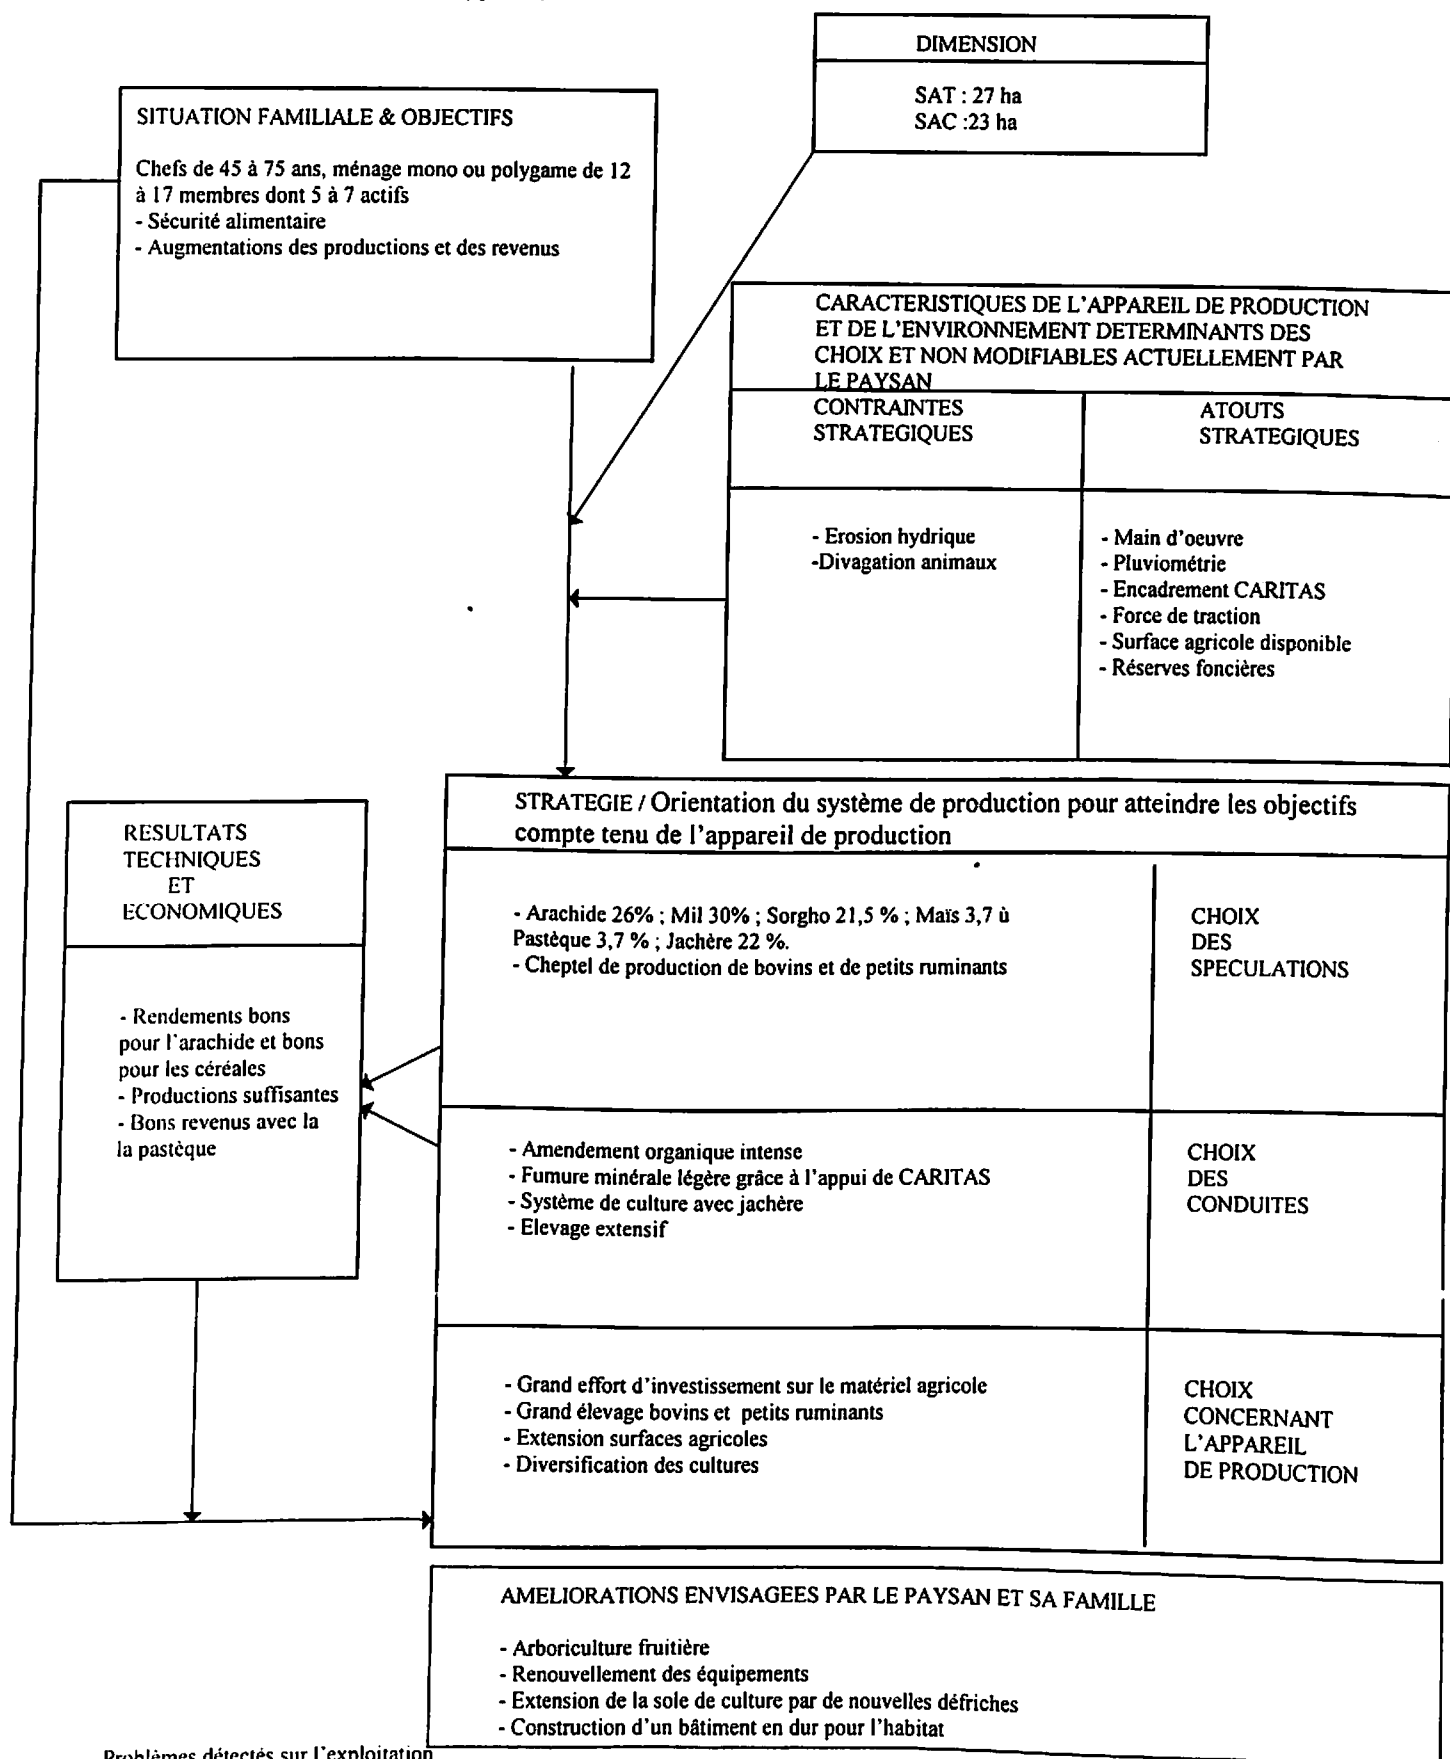 DIMENSION
SAT : 27 ha
SAC :23 ha
SITUATION FAMILIALE & OBJECTIFS
Chefs de 45 à 75 ans, ménage mono ou polygame de 12
à 17 membres dont 5 à 7 actifs
- Sécurité alimentaire
- Augmentations des productions et des revenus
CARACTERISTIQUES DE L'APPAREIL DE PRODUCTION
ET DE L'ENVIRONNEMENT DETERMINANTS DES
CHOIX ET NON MODIFIABLES ACTUELLEMENT PAR
LE PAYSAN
CONTRAINTES
STRATEGIQUES
ATOUTS
STRATEGIQUES
- Erosion hydrique
-Divagation animaux
- Main d'oeuvre
- Pluviométrie
- Encadrement CARITAS
- Force de traction
- Surface agricole disponible
- Réserves foncières
STRATEGIE / Orientation du système de production pour atteindre les objectifs
compte tenu de l'appareil de production
RESULTATS
TECHNIQUES
ET
ECONOMIQUES
- Rendements bons
pour l'arachide et bons
pour les céréales
- Productions suffisantes
- Bons revenus avec la
la pastèque
- Arachide 26% ; Mil 30% ; Sorgho 21,5 % ; Maïs 3,7 ù
Pastèque 3,7 % ; Jachère 22 %.
- Cheptel de production de bovins et de petits ruminants
CHOIX
DES
SPECULATIONS
- Amendement organique intense
- Fumure minérale légère grâce à l'appui de CARITAS
- Système de culture avec jachère
- Elevage extensif
CHOIX
DES
CONDUITES
- Grand effort d'investissement sur le matériel agricole
- Grand élevage bovins et petits ruminants
- Extension surfaces agricoles
- Diversification des cultures
CHOIX
CONCERNANT
L'APPAREIL
DE PRODUCTION
AMELIORATIONS ENVISAGEES PAR LE PAYSAN ET SA FAMILLE
- Arboriculture fruitière
- Renouvellement des équipements
- Extension de la sole de culture par de nouvelles défriches
- Construction d'un bâtiment en dur pour l'habitat
Problèmes détectés sur l'exploitation